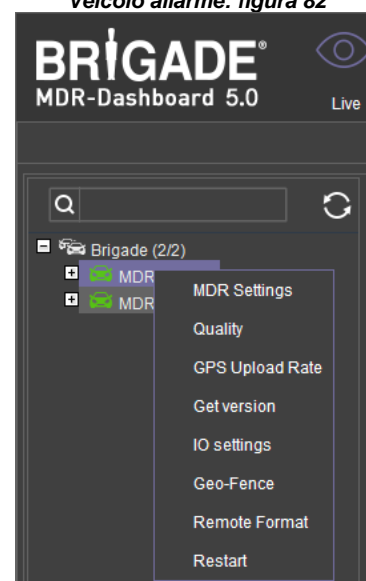 Veicolo allarme: figura 82
BRIGADE®
MDR-Dashboard 5.0
Live
Brigade (2/2)
MDR
MDR
MDR Settings
Quality
GPS Upload Rate
Get version
IO settings
Geo-Fence
Remote Format
Restart